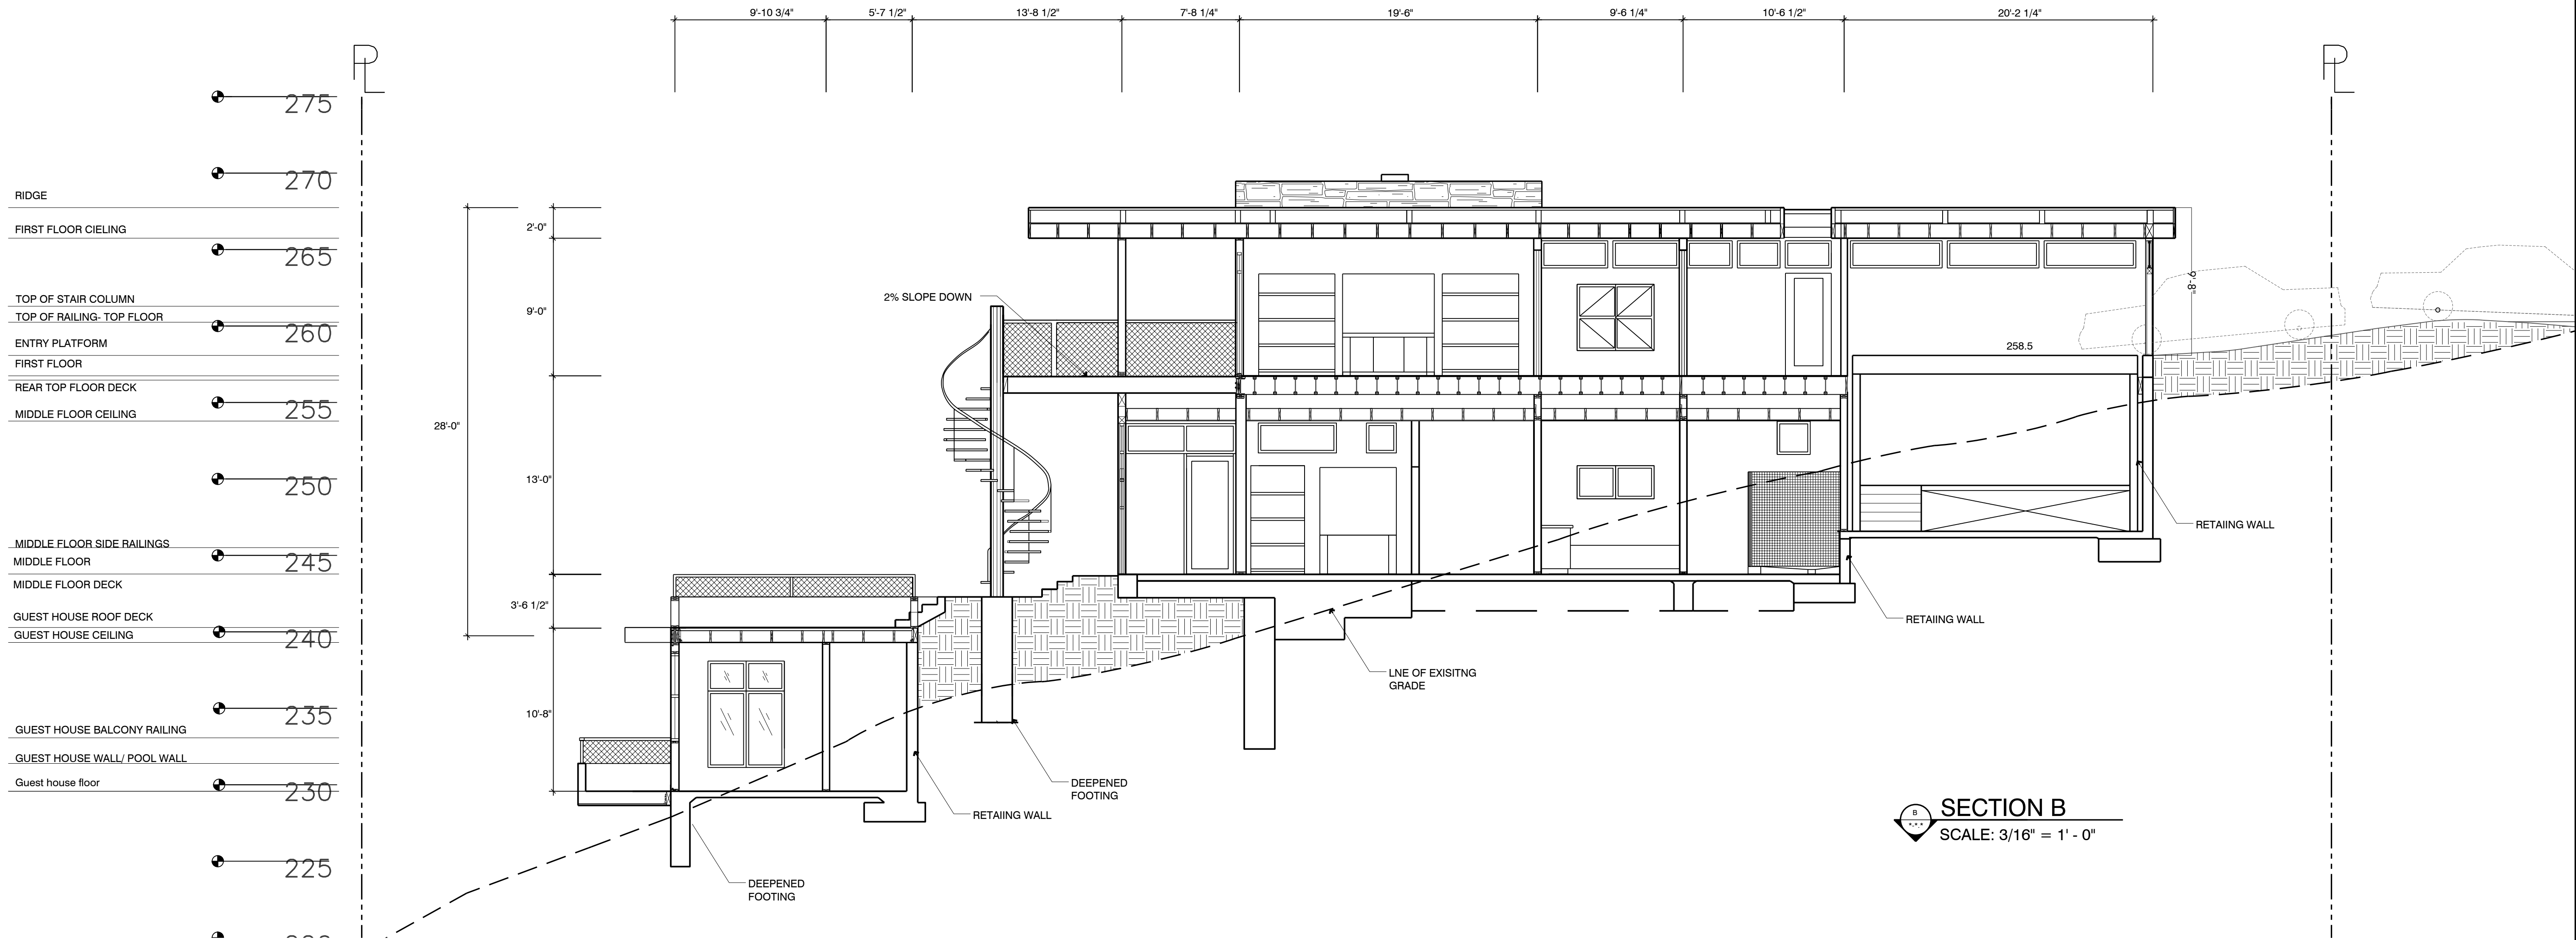 9'-10 3/4"
5'-7 1/2"
13'-8 1/2"
7'-8 1/4"
19'-6"
9'-6 1/4"
10'-6 1/2"
20'-2 1/4"
PL
PL
275
270
RIDGE
FIRST FLOOR CIELING
265
TOP OF STAIR COLUMN
TOP OF RAILING- TOP FLOOR
260
ENTRY PLATFORM
FIRST FLOOR
REAR TOP FLOOR DECK
255
MIDDLE FLOOR CEILING
250
MIDDLE FLOOR SIDE RAILINGS
245
MIDDLE FLOOR
MIDDLE FLOOR DECK
GUEST HOUSE ROOF DECK
240
GUEST HOUSE CEILING
235
GUEST HOUSE BALCONY RAILING
GUEST HOUSE WALL/ POOL WALL
Guest house floor
230
225
28'-0"
2'-0"
9'-0"
13'-0"
3'-6 1/2"
10'-8"
2% SLOPE DOWN
9'-8"
258.5
RETAIING WALL
RETAIING WALL
LNE OF EXISITNG
GRADE
DEEPENED
FOOTING
RETAIING WALL
DEEPENED
FOOTING
B
*.*.*
SECTION B
SCALE: 3/16" = 1' - 0"